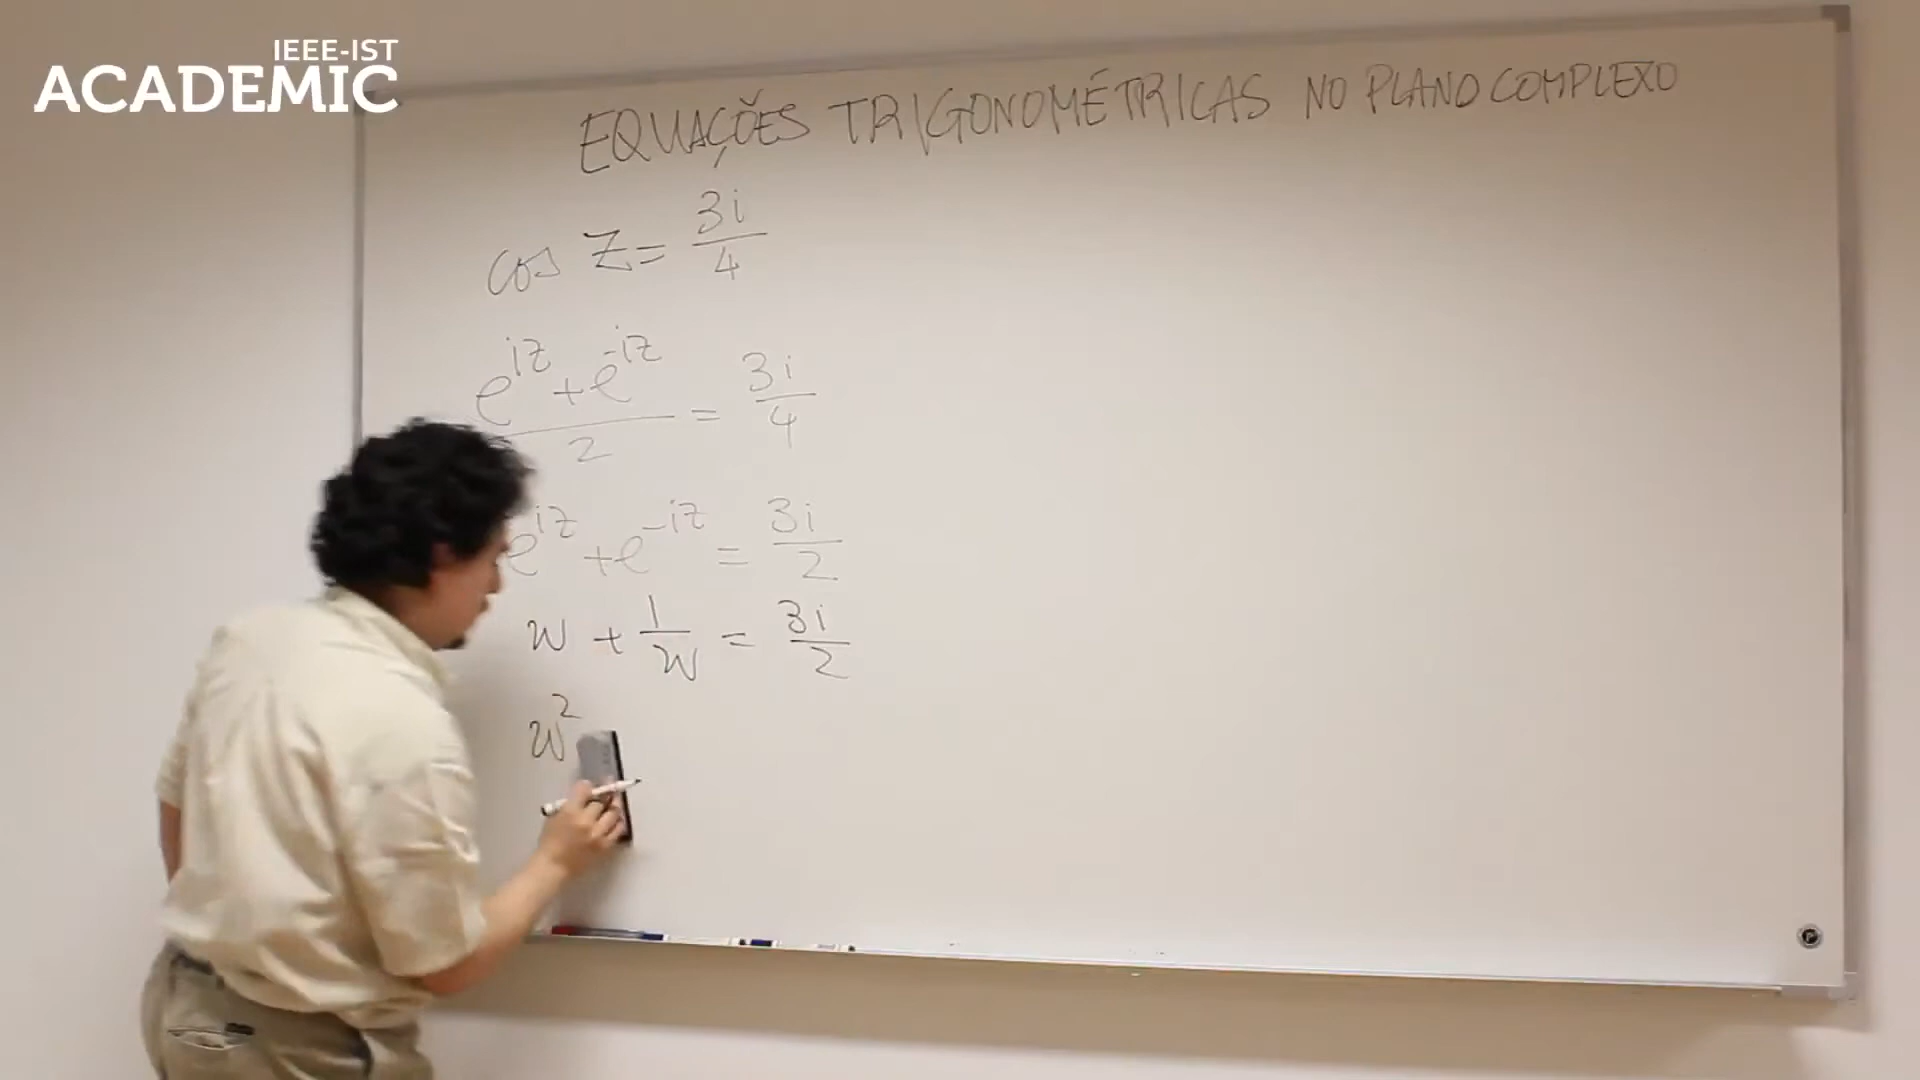 IEEE-IST
ACADEMIC
EQUAÇÕES TRIGONOMÉTRICAS NO PLANO COMPLEXO
cos z = 3i/4
(e^{iz} + e^{-iz})/2 = 3i/4
e^{iz} + e^{-iz} = 3i/2
w + 1/w = 3i/2
w²